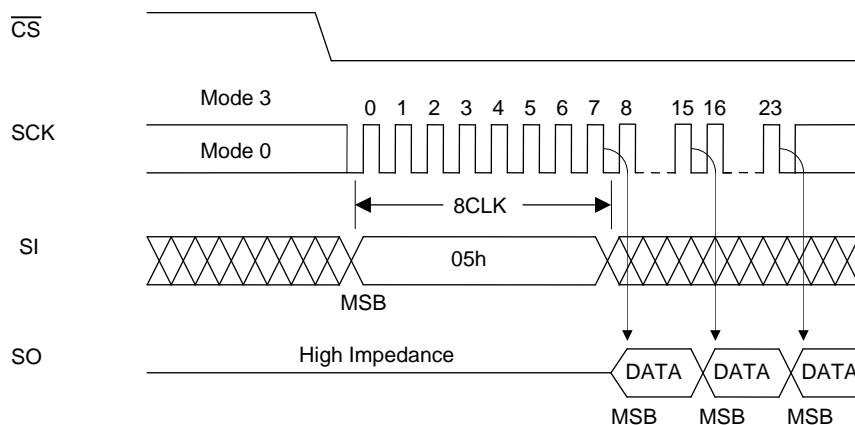 CS
Mode 3
0 1 2 3 4 5 6 7 8 15 16 23
SCK
Mode 0
8CLK
SI
05h
MSB
SO
High Impedance
DATA DATA DATA
MSB MSB MSB